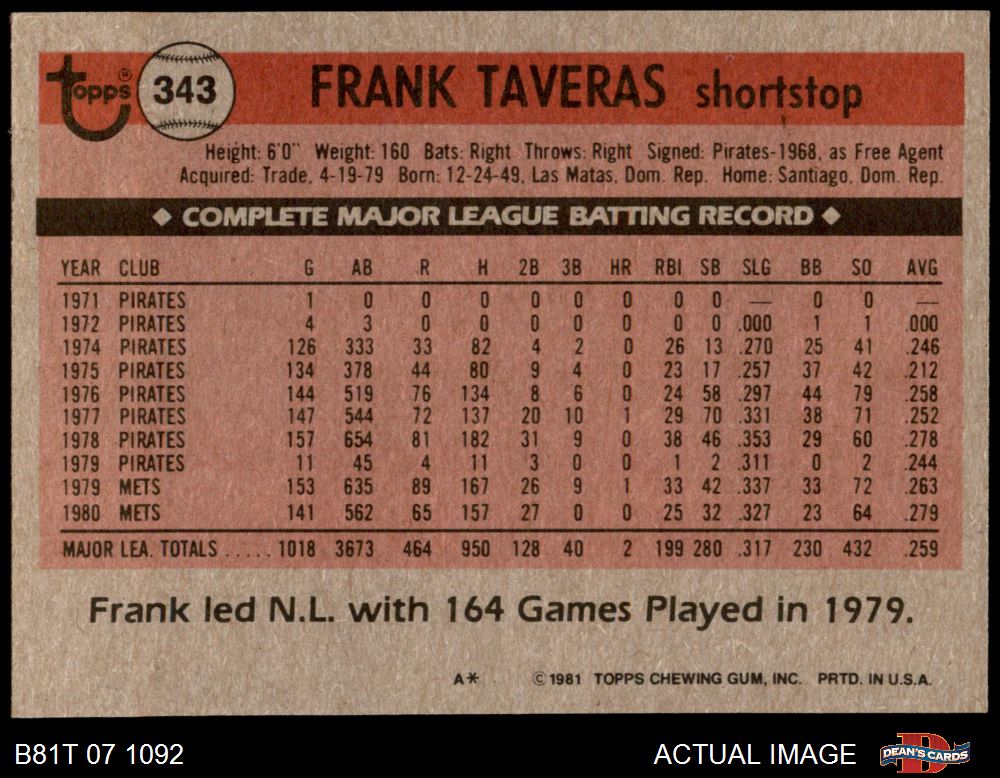 topps® 343 FRANK TAVERAS shortstop
Height: 6'0" Weight: 160 Bats: Right Throws: Right Signed: Pirates-1968, as Free Agent
Acquired: Trade, 4-19-79 Born: 12-24-49, Las Matas, Dom. Rep. Home: Santiago, Dom. Rep.
◆ COMPLETE MAJOR LEAGUE BATTING RECORD ◆
YEAR CLUB G AB R H 2B 3B HR RBI SB SLG BB SO AVG
1971 PIRATES 1 0 0 0 0 0 0 0 0 — 0 0 —
1972 PIRATES 4 3 0 0 0 0 0 0 0 .000 1 1 .000
1974 PIRATES 126 333 33 82 4 2 0 26 13 .270 25 41 .246
1975 PIRATES 134 378 44 80 9 4 0 23 17 .257 37 42 .212
1976 PIRATES 144 519 76 134 8 6 0 24 58 .297 44 79 .258
1977 PIRATES 147 544 72 137 20 10 1 29 70 .331 38 71 .252
1978 PIRATES 157 654 81 182 31 9 0 38 46 .353 29 60 .278
1979 PIRATES 11 45 4 11 3 0 0 1 2 .311 0 2 .244
1979 METS 153 635 89 167 26 9 1 33 42 .337 33 72 .263
1980 METS 141 562 65 157 27 0 0 25 32 .327 23 64 .279
MAJOR LEA. TOTALS ..... 1018 3673 464 950 128 40 2 199 280 .317 230 432 .259
Frank led N.L. with 164 Games Played in 1979.
A* © 1981 TOPPS CHEWING GUM, INC. PRTD. IN U.S.A.
B81T 07 1092 ACTUAL IMAGE DEAN'S CARDS